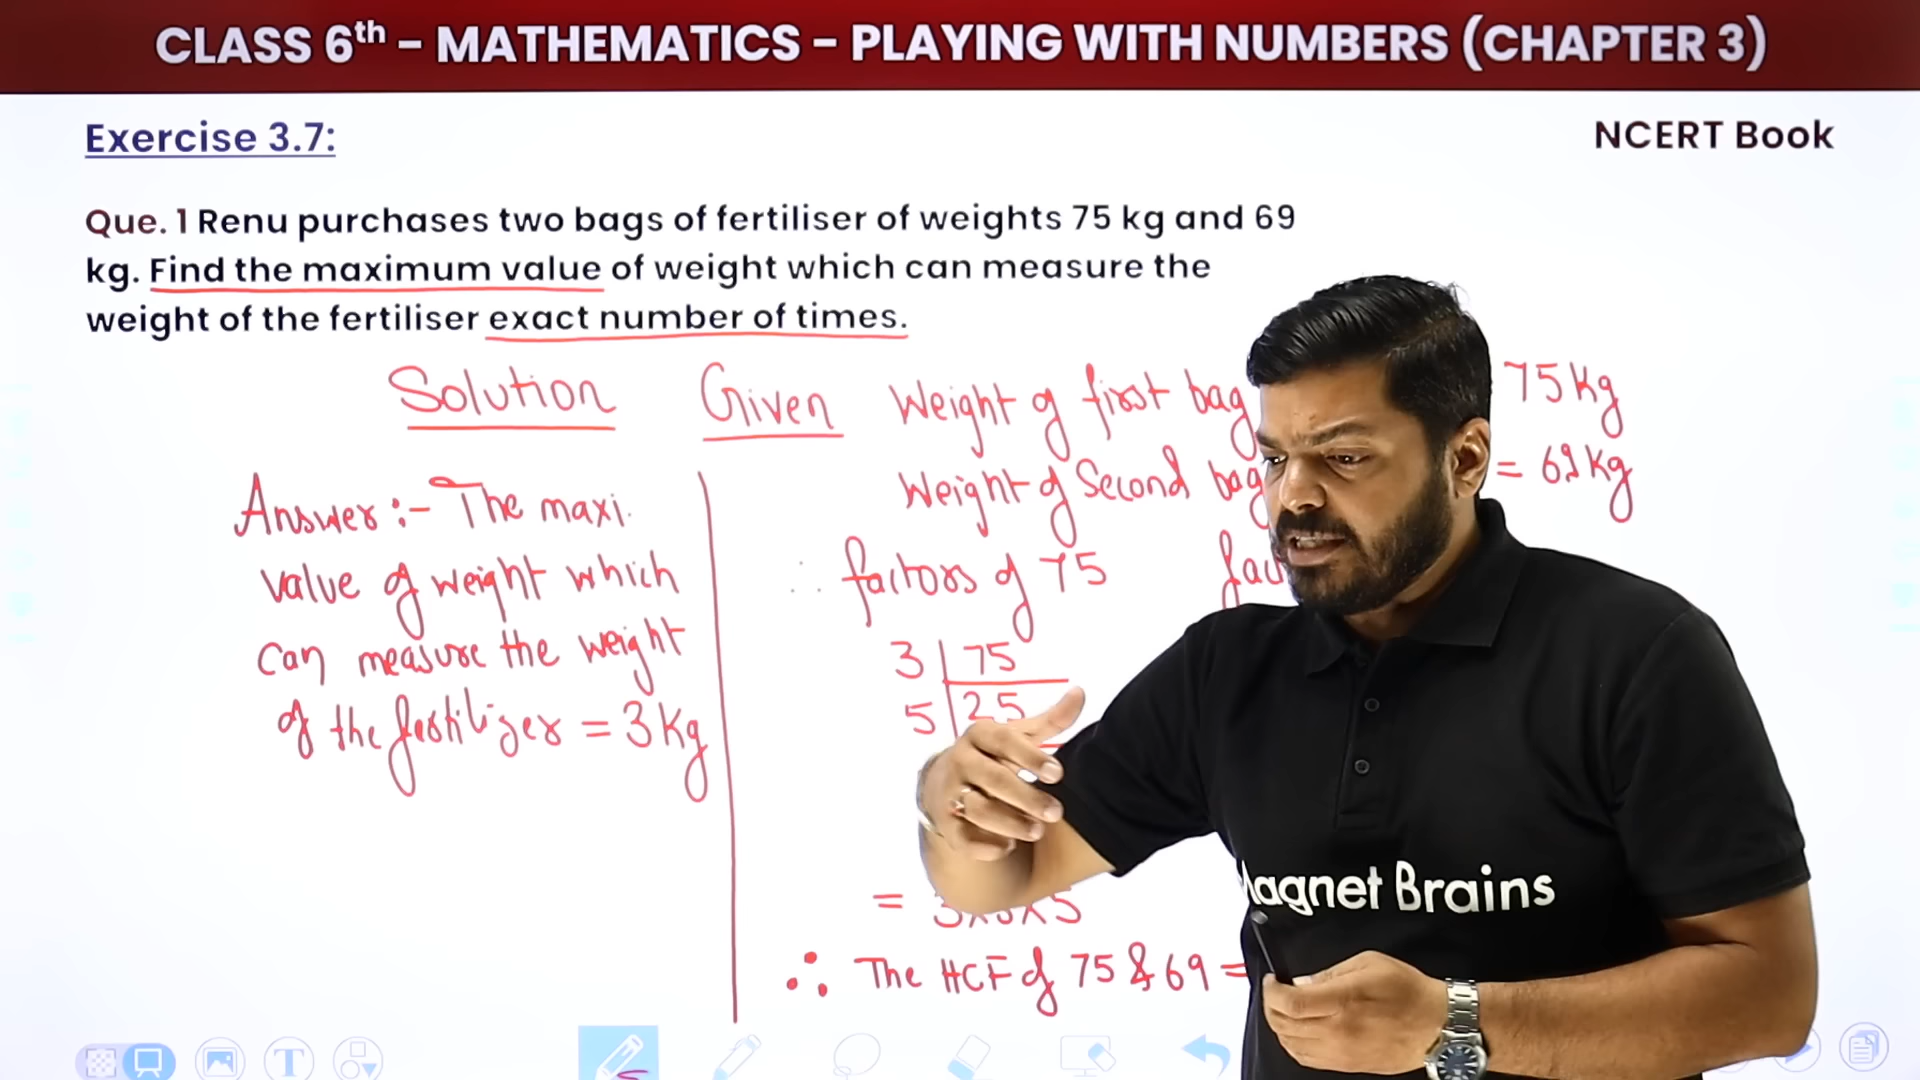 CLASS 6th – MATHEMATICS – PLAYING WITH NUMBERS (CHAPTER 3)
Exercise 3.7:
NCERT Book
Que. 1 Renu purchases two bags of fertiliser of weights 75 kg and 69
kg. Find the maximum value of weight which can measure the
weight of the fertiliser exact number of times.
Solution Given Weight of first bag 75 kg
Weight of Second bag = 69 kg
Answer:- The maxi.
value of weight which
can measure the weight
of the fertilizer = 3 kg
∴ factors of 75
3 | 75
5 | 25
= 3x5x5
∴ The HCF of 75 & 69 =
Magnet Brains
T